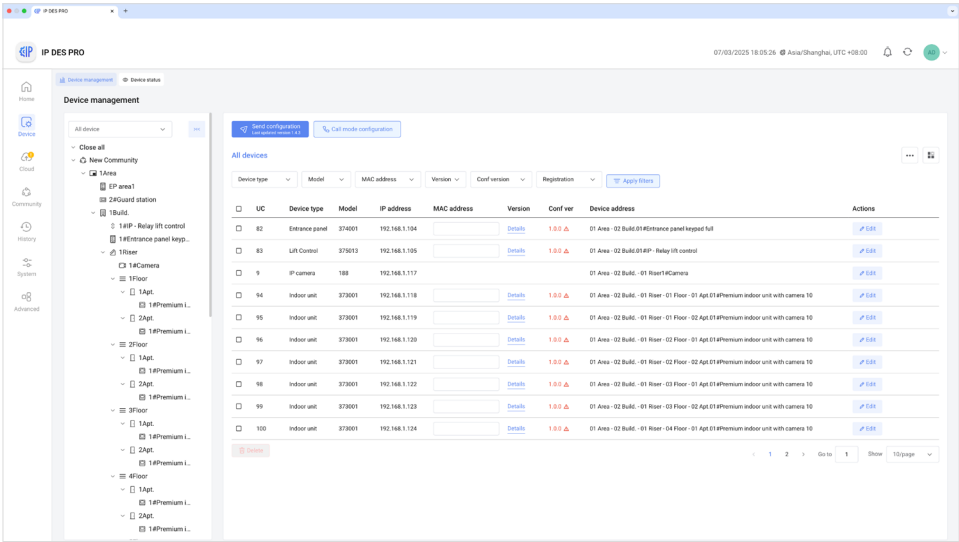 IP DES PRO
IP DES PRO
07/03/2025 18:05:26 Asia/Shanghai, UTC +08:00
AD
Home
Device
Cloud
Community
History
System
Advanced
Device management
Device status
Device management
All device
Close all
New Community
1Area
EP area1
2#Guard station
1Build.
1#IP - Relay lift control
1#Entrance panel keyp...
1Riser
1#Camera
1Floor
1Apt.
1#Premium i...
2Apt.
1#Premium i...
2Floor
1Apt.
1#Premium i...
2Apt.
1#Premium i...
3Floor
1Apt.
1#Premium i...
2Apt.
1#Premium i...
4Floor
1Apt.
1#Premium i...
2Apt.
1#Premium i...
Send configuration
Last updated version: 1.4.3
Call mode configuration
All devices
Device type Model MAC address Version Conf version Registration Apply filters
UC Device type Model IP address MAC address Version Conf ver Device address Actions
82 Entrance panel 374001 192.168.1.104 Details 1.0.0 01 Area - 02 Build.01#Entrance panel keypad full Edit
83 Lift Control 375013 192.168.1.105 Details 1.0.0 01 Area - 02 Build.01#IP - Relay lift control Edit
9 IP camera 188 192.168.1.117 01 Area - 02 Build. -01 Riser1#Camera Edit
94 Indoor unit 373001 192.168.1.118 Details 1.0.0 01 Area - 02 Build. - 01 Riser - 01 Floor - 01 Apt.01#Premium indoor unit with camera 10 Edit
95 Indoor unit 373001 192.168.1.119 Details 1.0.0 01 Area - 02 Build. - 01 Riser - 01 Floor - 02 Apt.01#Premium indoor unit with camera 10 Edit
96 Indoor unit 373001 192.168.1.120 Details 1.0.0 01 Area - 02 Build. - 01 Riser - 02 Floor - 01 Apt.01#Premium indoor unit with camera 10 Edit
97 Indoor unit 373001 192.168.1.121 Details 1.0.0 01 Area - 02 Build. - 01 Riser - 02 Floor - 02 Apt.01#Premium indoor unit with camera 10 Edit
98 Indoor unit 373001 192.168.1.122 Details 1.0.0 01 Area - 02 Build. - 01 Riser - 03 Floor - 01 Apt.01#Premium indoor unit with camera 10 Edit
99 Indoor unit 373001 192.168.1.123 Details 1.0.0 01 Area - 02 Build. - 01 Riser - 03 Floor - 02 Apt.01#Premium indoor unit with camera 10 Edit
100 Indoor unit 373001 192.168.1.124 Details 1.0.0 01 Area - 02 Build. - 01 Riser - 04 Floor - 01 Apt.01#Premium indoor unit with camera 10 Edit
Delete
1 2 Go to 1 Show 10/page